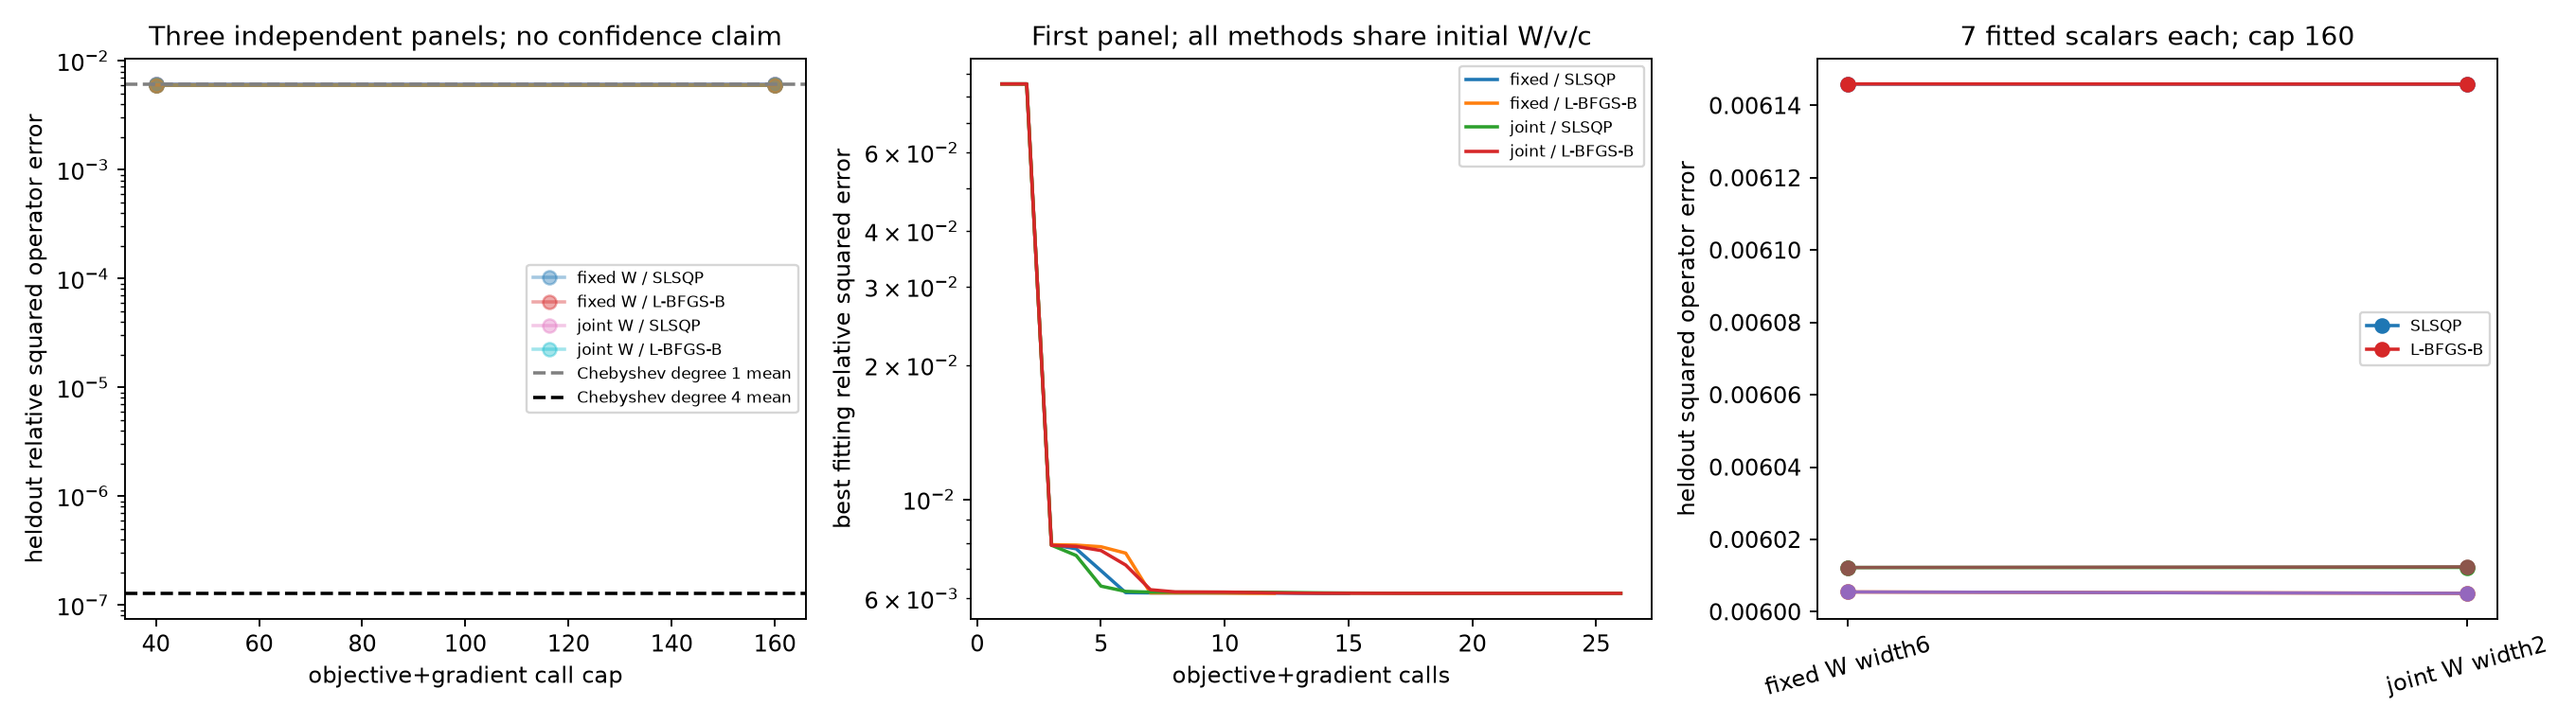 Three independent panels; no confidence claim
heldout relative squared operator error
10⁻²
10⁻³
10⁻⁴
10⁻⁵
10⁻⁶
10⁻⁷
fixed W / SLSQP
fixed W / L-BFGS-B
joint W / SLSQP
joint W / L-BFGS-B
Chebyshev degree 1 mean
Chebyshev degree 4 mean
40 60 80 100 120 140 160
objective+gradient call cap
First panel; all methods share initial W/v/c
best fitting relative squared error
6 × 10⁻²
4 × 10⁻²
3 × 10⁻²
2 × 10⁻²
10⁻²
6 × 10⁻³
fixed / SLSQP
fixed / L-BFGS-B
joint / SLSQP
joint / L-BFGS-B
0 5 10 15 20 25
objective+gradient calls
7 fitted scalars each; cap 160
heldout squared operator error
0.00614
0.00612
0.00610
0.00608
0.00606
0.00604
0.00602
0.00600
SLSQP
L-BFGS-B
fixed W width6
joint W width2